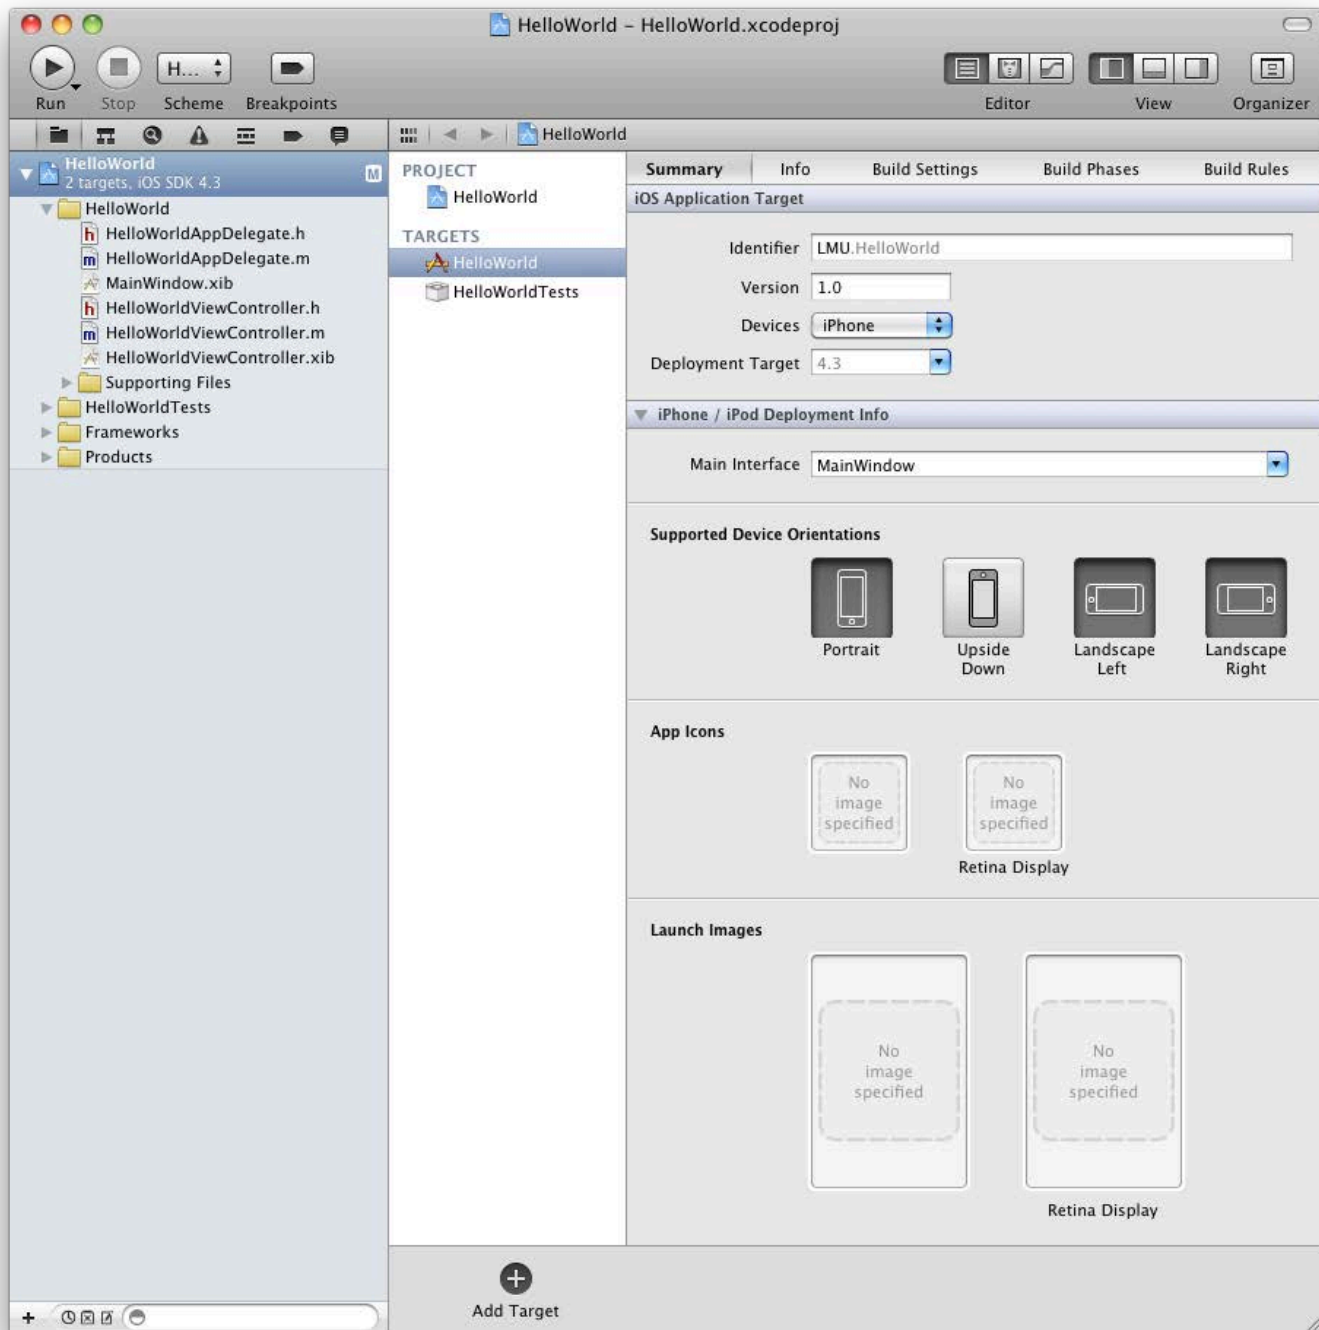 HelloWorld – HelloWorld.xcodeproj
H...
Run Stop Scheme Breakpoints Editor View Organizer
HelloWorld
HelloWorld
2 targets, iOS SDK 4.3
M
HelloWorld
h HelloWorldAppDelegate.h
m HelloWorldAppDelegate.m
MainWindow.xib
h HelloWorldViewController.h
m HelloWorldViewController.m
HelloWorldViewController.xib
Supporting Files
HelloWorldTests
Frameworks
Products
PROJECT
HelloWorld
TARGETS
HelloWorld
HelloWorldTests
Summary Info Build Settings Build Phases Build Rules
iOS Application Target
Identifier LMU.HelloWorld
Version 1.0
Devices iPhone
Deployment Target 4.3
iPhone / iPod Deployment Info
Main Interface MainWindow
Supported Device Orientations
Portrait
Upside
Down
Landscape
Left
Landscape
Right
App Icons
No
image
specified
No
image
specified
Retina Display
Launch Images
No
image
specified
No
image
specified
Retina Display
Add Target